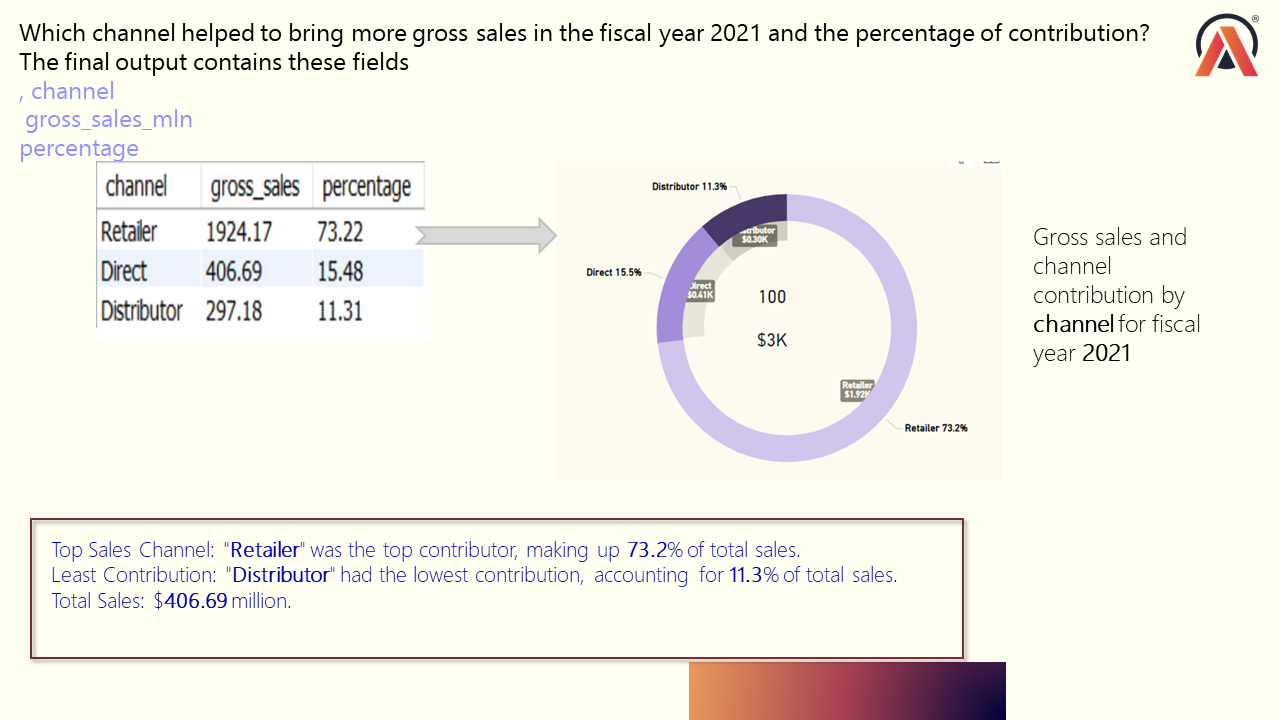 Which channel helped to bring more gross sales in the fiscal year 2021 and the percentage of contribution?
The final output contains these fields
, channel
gross_sales_mln
percentage
channel gross_sales percentage
Retailer 1924.17 73.22
Direct 406.69 15.48
Distributor 297.18 11.31
Distributor 11.3%
$0.30K
Direct 15.5%
Direct
$0.41K
100
$3K
Retailer
$1.92K
Retailer 73.2%
Gross sales and
channel
contribution by
channel for fiscal
year 2021
Top Sales Channel: "Retailer" was the top contributor, making up 73.2% of total sales.
Least Contribution: "Distributor" had the lowest contribution, accounting for 11.3% of total sales.
Total Sales: $406.69 million.
®